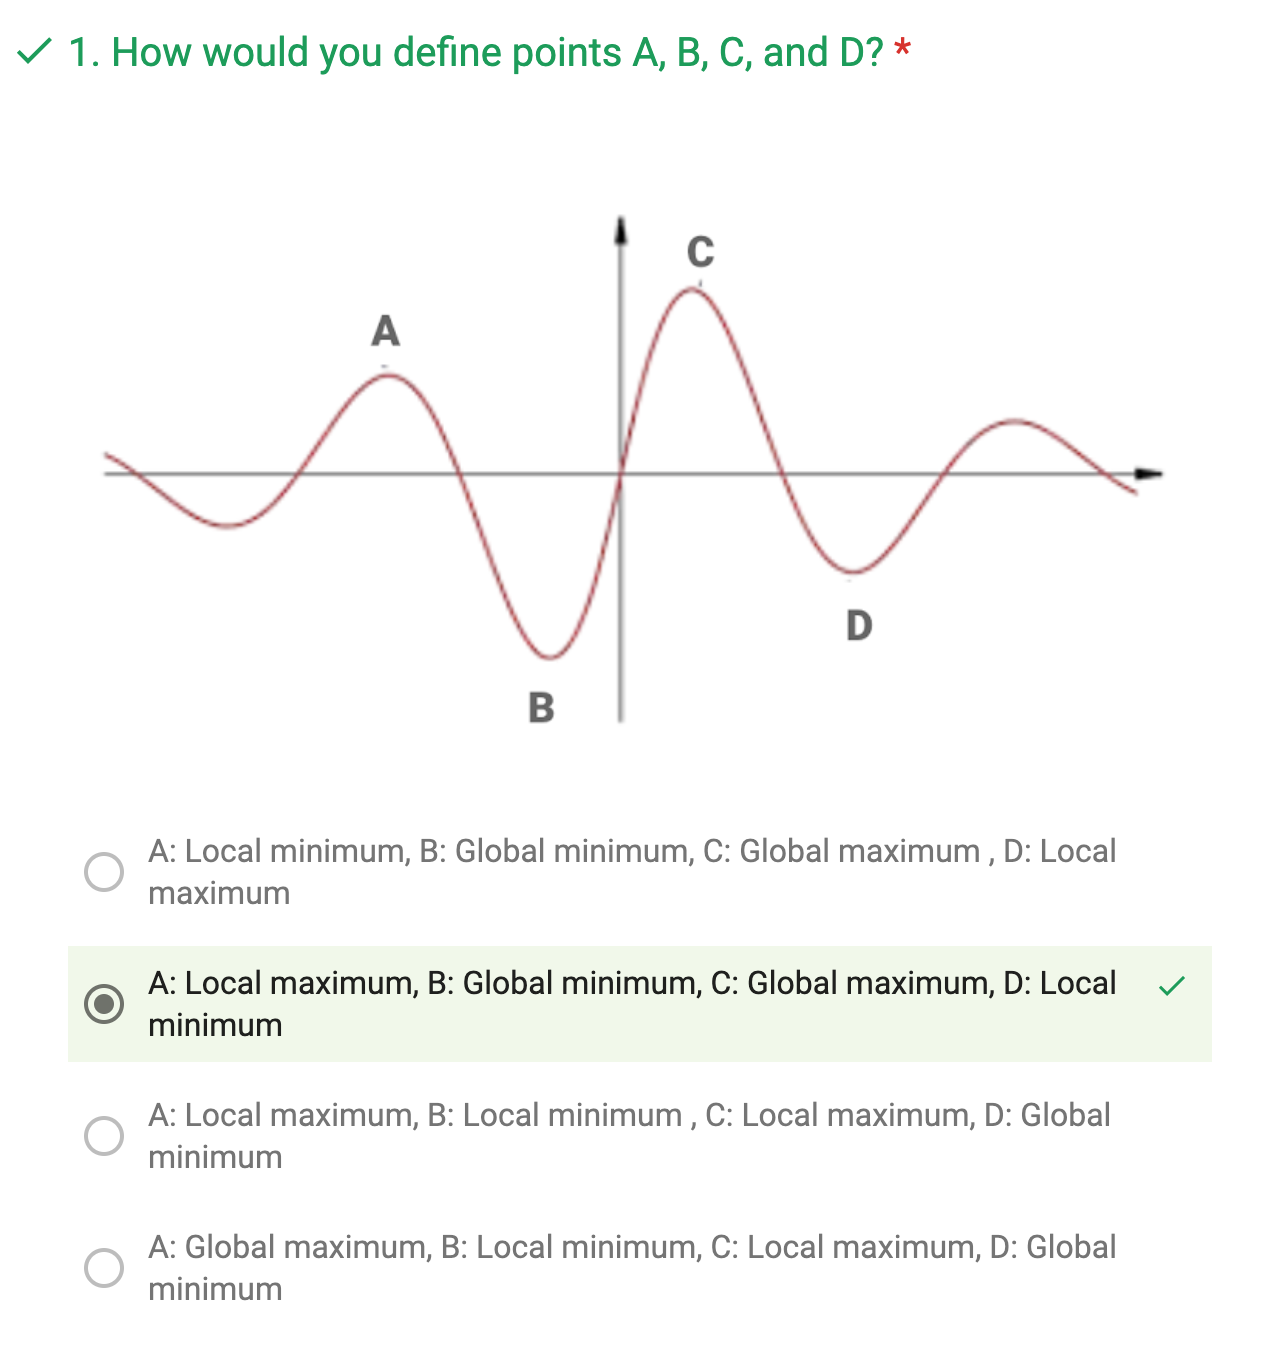 1. How would you define points A, B, C, and D? *
C
A
D
B
A: Local minimum, B: Global minimum, C: Global maximum , D: Local
maximum
A: Local maximum, B: Global minimum, C: Global maximum, D: Local
minimum
A: Local maximum, B: Local minimum , C: Local maximum, D: Global
minimum
A: Global maximum, B: Local minimum, C: Local maximum, D: Global
minimum